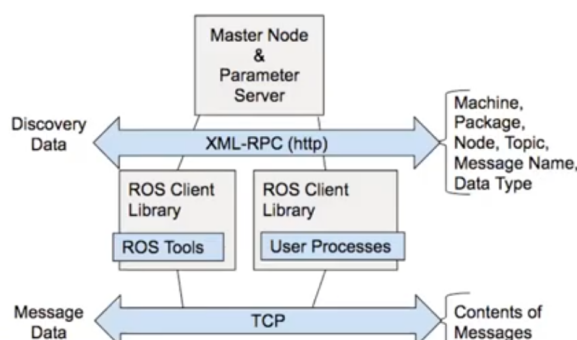 Master Node
&
Parameter
Server
Discovery
Data
XML-RPC (http)
Machine,
Package,
Node, Topic,
Message Name,
Data Type
ROS Client
Library
ROS Tools
ROS Client
Library
User Processes
Message
Data
TCP
Contents of
Messages